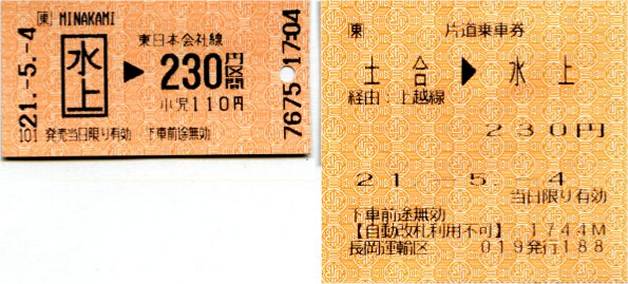 東 MINAKAMI
21.-5.-4
水上
東日本会社線
230円区間
小児110円
7675 17:04
101 発売当日限り有効 下車前途無効
東 片道乗車券
土合 ▶ 水上
経由:上越線
230円
21.-5.-4
当日限り有効
下車前途無効
【自動改札利用不可】 1744M
長岡運輸区 019発行188